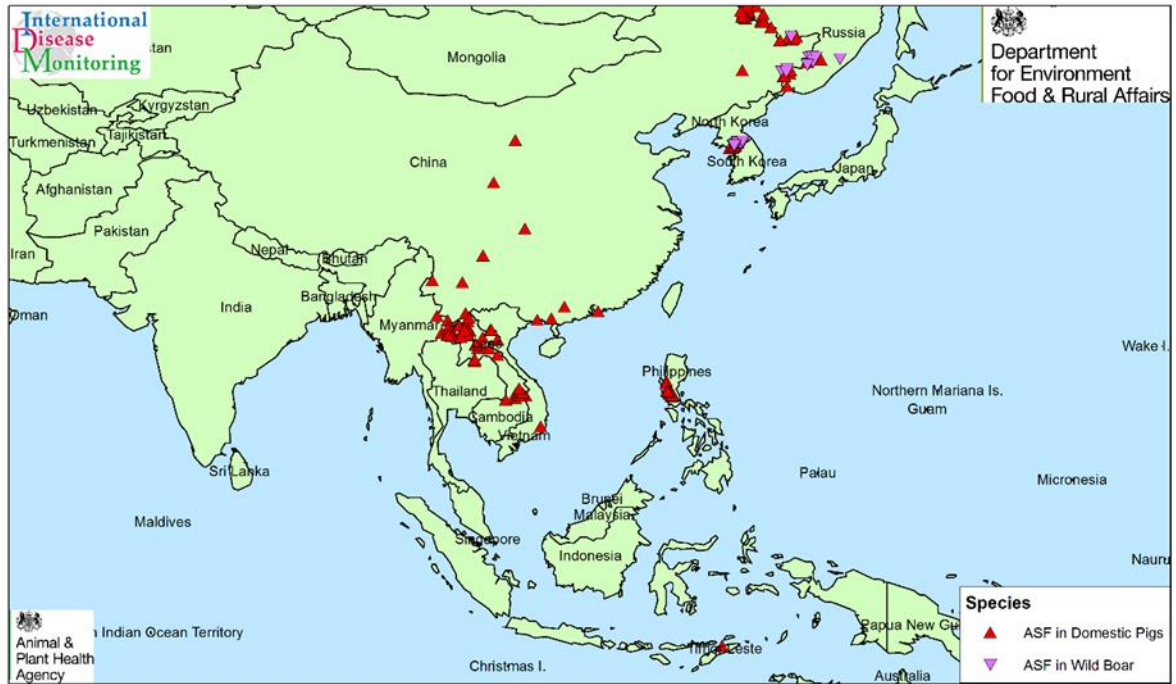 International
Disease
Monitoring
Department
for Environment
Food & Rural Affairs
Russia
Mongolia
Uzbekistan
Kyrgyzstan
Turkmenistan
Tajikistan
North Korea
China
South Korea
Japan
Afghanistan
Pakistan
Iran
Nepal
Bhutan
Bangladesh
India
Oman
Myanmar
Wake I.
Philippines
Thailand
Northern Mariana Is.
Guam
Cambodia
Vietnam
Sri Lanka
Palau
Micronesia
Maldives
Brunei
Malaysia
Singapore
Indonesia
Nauru
Species
ASF in Domestic Pigs
ASF in Wild Boar
Animal &
Plant Health
Agency
n Indian Ocean Territory
Papua New Gu
Timor-Leste
Christmas I.
Australia